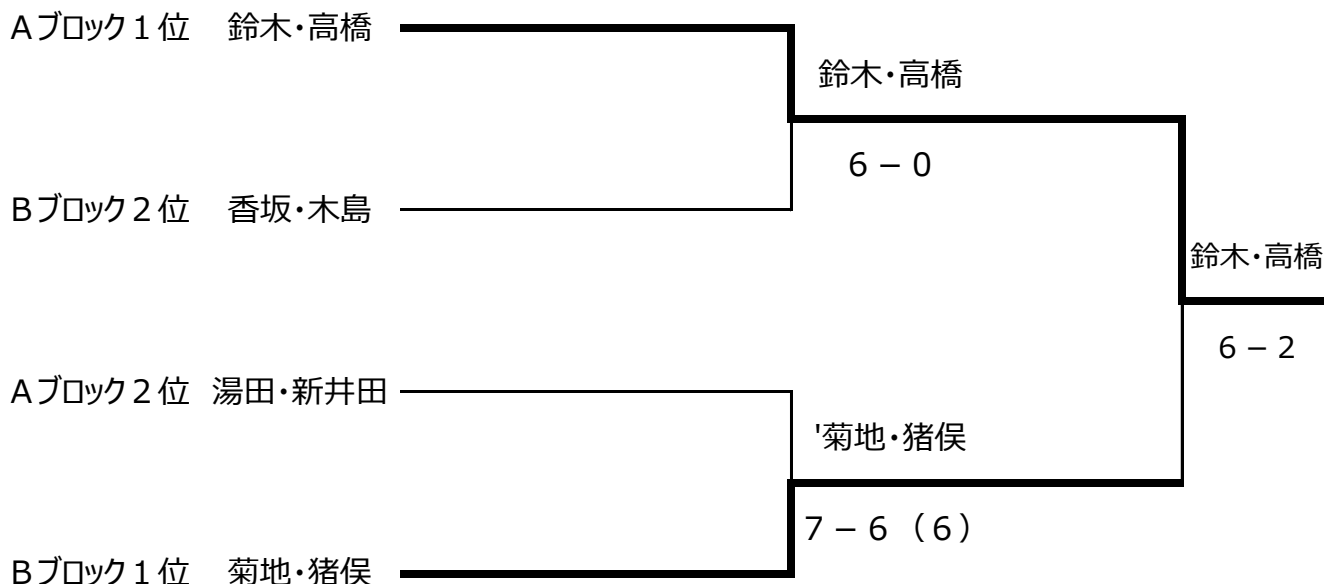 Aブロック１位　鈴木・高橋
鈴木・高橋
６－０
Bブロック２位　香坂・木島
鈴木・高橋
６－２
Aブロック２位　湯田・新井田
'菊地・猪俣
７－６（６）
Bブロック１位　菊地・猪俣